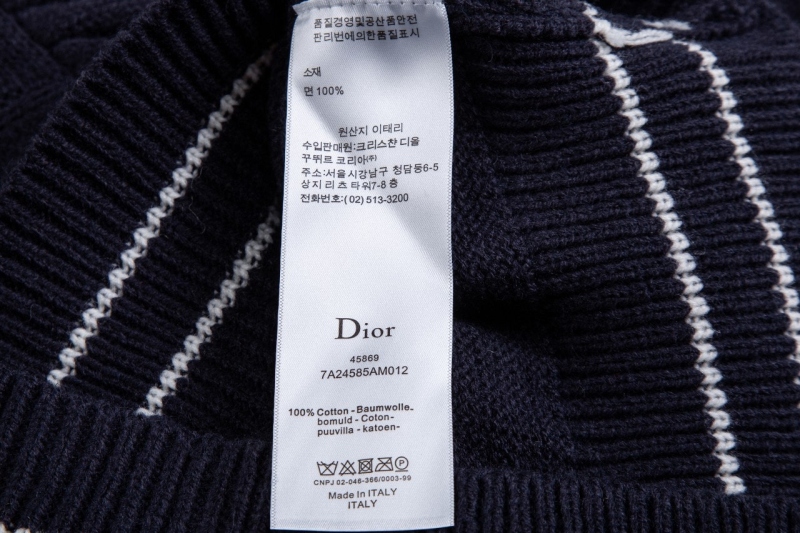 품질경영및공산품안전
관리법에의한품질표시
소재
면 100%
원산지 이태리
수입판매원:크리스챤 디올
꾸뛰르 코리아㈜
주소:서울시강남구 청담동6-5
상지리츠 타워7-8 층
전화번호:(02) 513-3200
Dior
45869
7A24585AM012
100% Cotton-Baumwolle-
bomuld - Coton-
puuvilla - katoen-
CNPJ 02-046-366/0003-99
Made in ITALY
ITALY